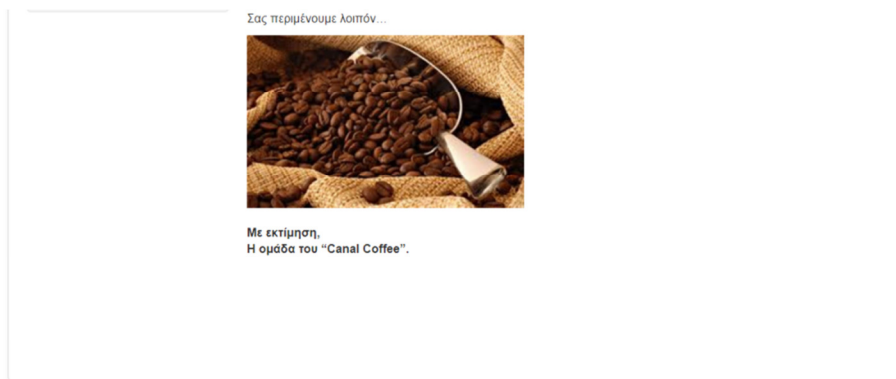 Σας περιμένουμε λοιπόν...
Με εκτίμηση,
Η ομάδα του “Canal Coffee”.